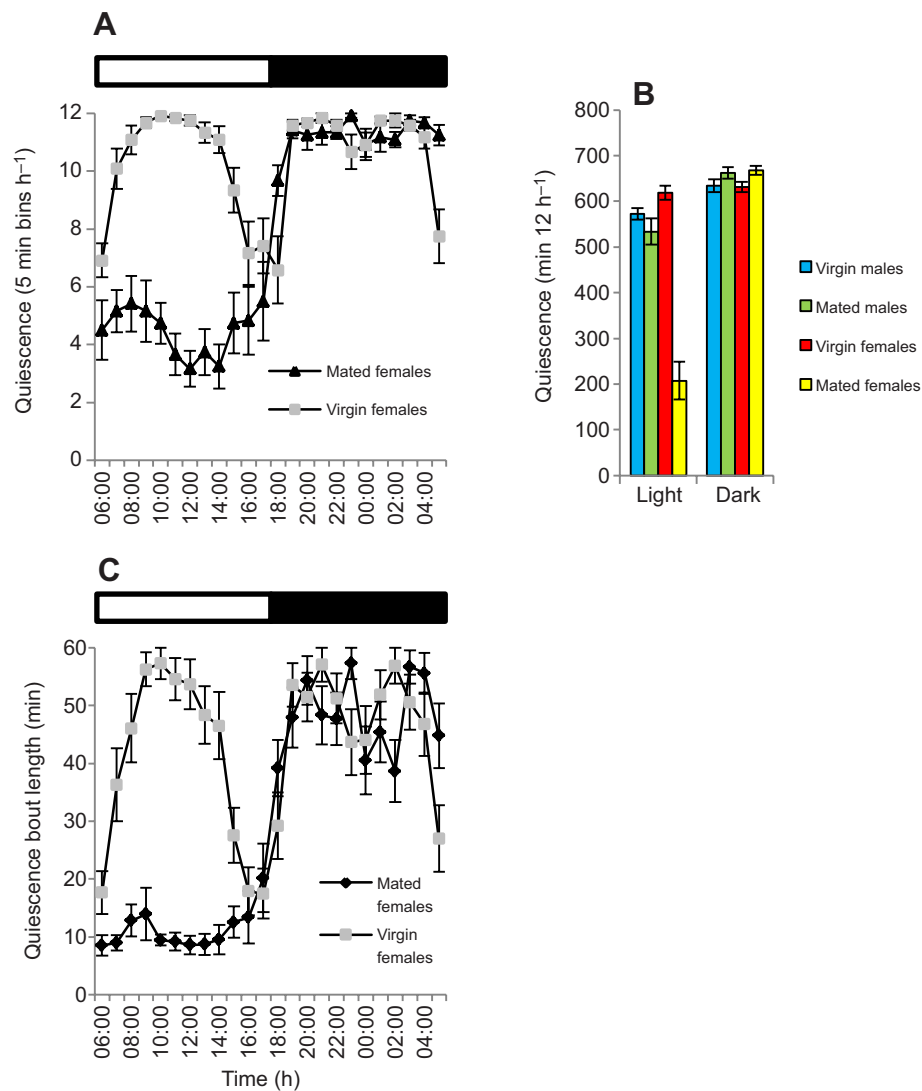 A
Quiescence (5 min bins h⁻¹)
12
10
8
6
4
2
0
Mated females
Virgin females
06:00
08:00
10:00
12:00
14:00
16:00
18:00
20:00
22:00
00:00
02:00
04:00
B
Quiescence (min 12 h⁻¹)
800
700
600
500
400
300
200
100
0
Light
Dark
Virgin males
Mated males
Virgin females
Mated females
C
Quiescence bout length (min)
60
50
40
30
20
10
0
Mated
females
Virgin
females
06:00
08:00
10:00
12:00
14:00
16:00
18:00
20:00
22:00
00:00
02:00
04:00
Time (h)